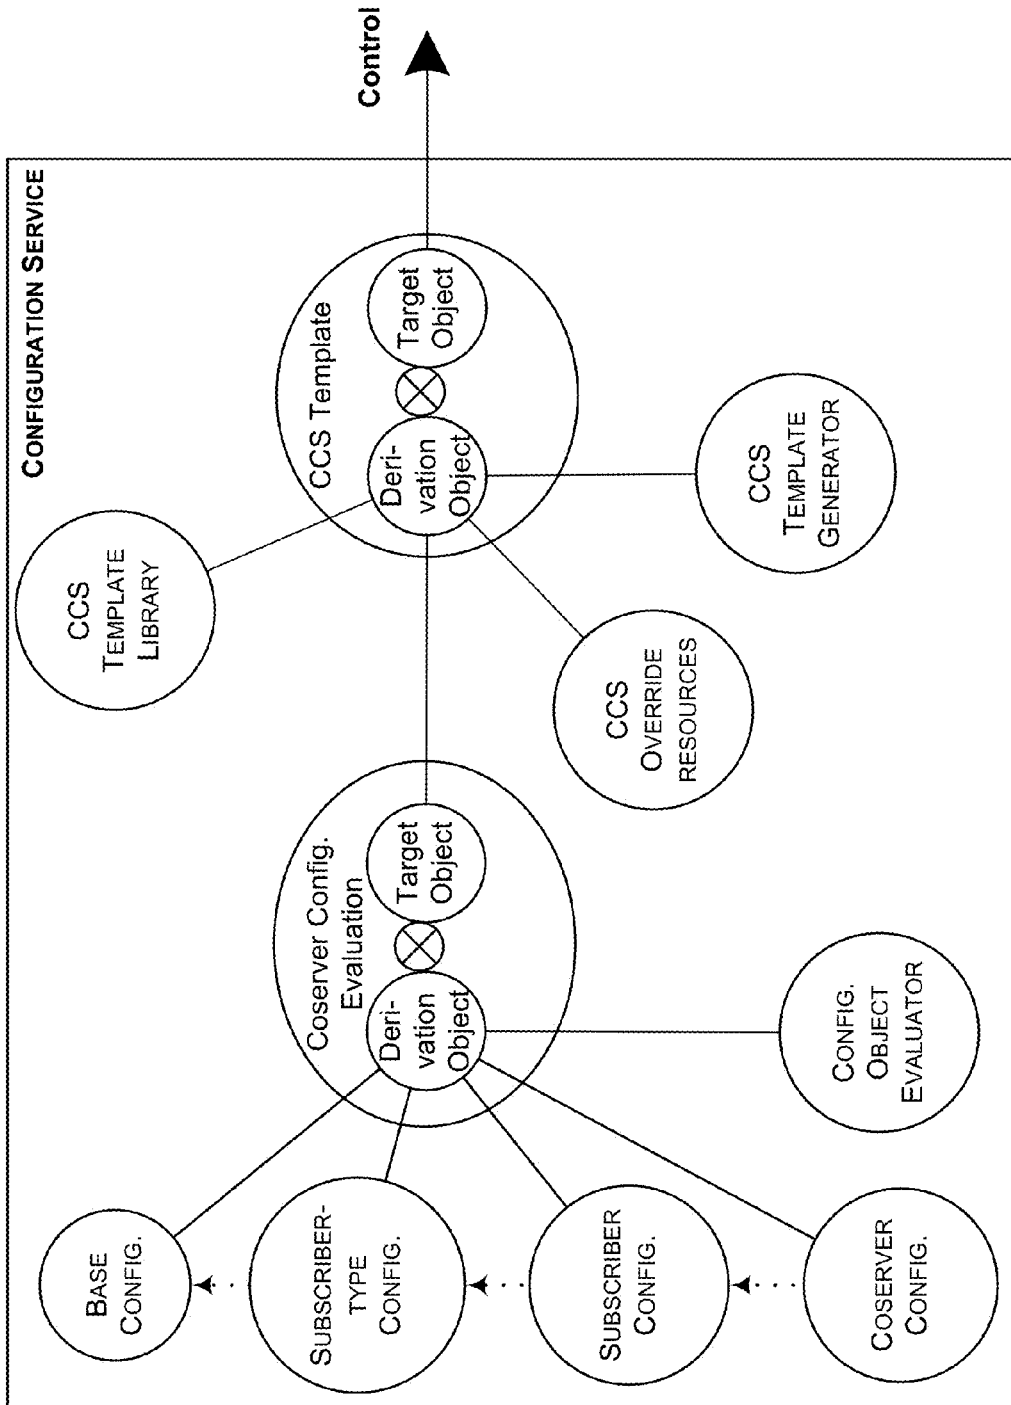 CONFIGURATION SERVICE
Control
BASE
CONFIG.
SUBSCRIBER-
TYPE
CONFIG.
SUBSCRIBER
CONFIG.
COSERVER
CONFIG.
Coserver Config.
Evaluation
Deri-
vation
Object
Target
Object
CONFIG.
OBJECT
EVALUATOR
CCS
TEMPLATE
LIBRARY
CCS Template
Deri-
vation
Object
Target
Object
CCS
OVERRIDE
RESOURCES
CCS
TEMPLATE
GENERATOR